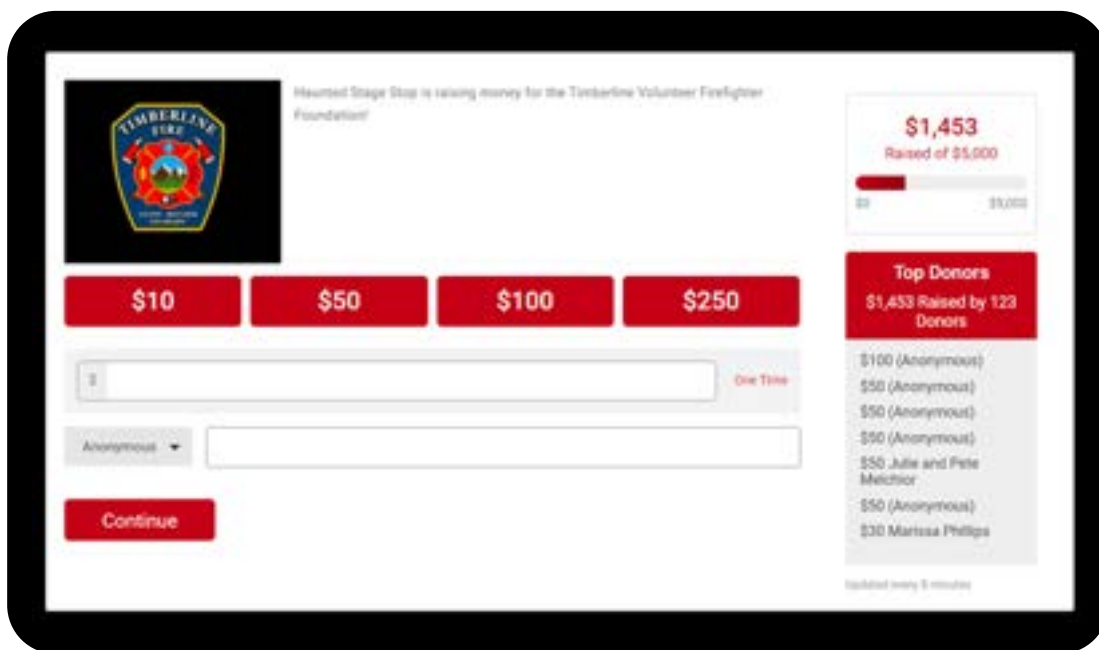 TIMBERLINE
FIRE
Haunted Stage Stop is raising money for the Timberline Volunteer Firefighter
Foundation!
$10
$50
$100
$250
$
One Time
Anonymous
Continue
$1,453
Raised of $5,000
$0
$5,000
Top Donors
$1,453 Raised by 123
Donors
$100 (Anonymous)
$50 (Anonymous)
$50 (Anonymous)
$50 (Anonymous)
$50 Julie and Pete
Melchior
$50 (Anonymous)
$30 Marissa Phillips
Updated every 5 minutes